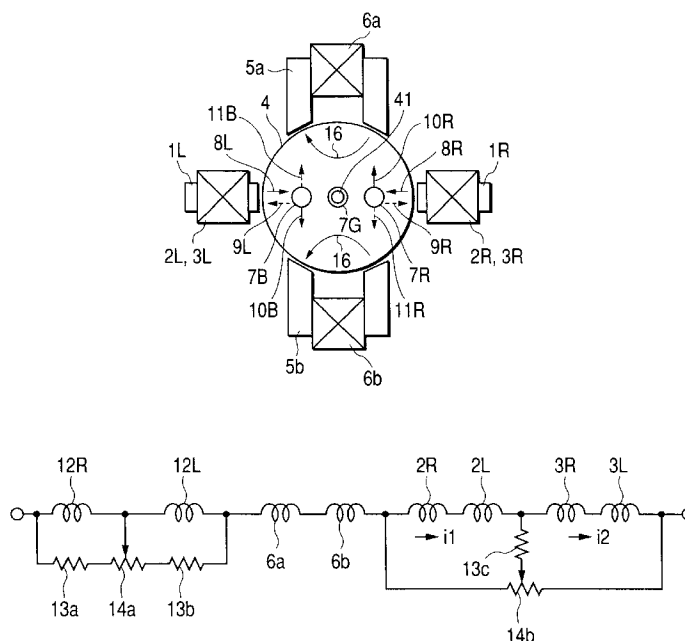 6a
5a
4
41
11B
10R
8L
16
8R
1L
1R
7G
2L, 3L
9L
16
9R
2R, 3R
7B
7R
10B
11R
5b
6b
12R
12L
2R
2L
3R
3L
i1
i2
6a
6b
13c
13a
14a
13b
14b